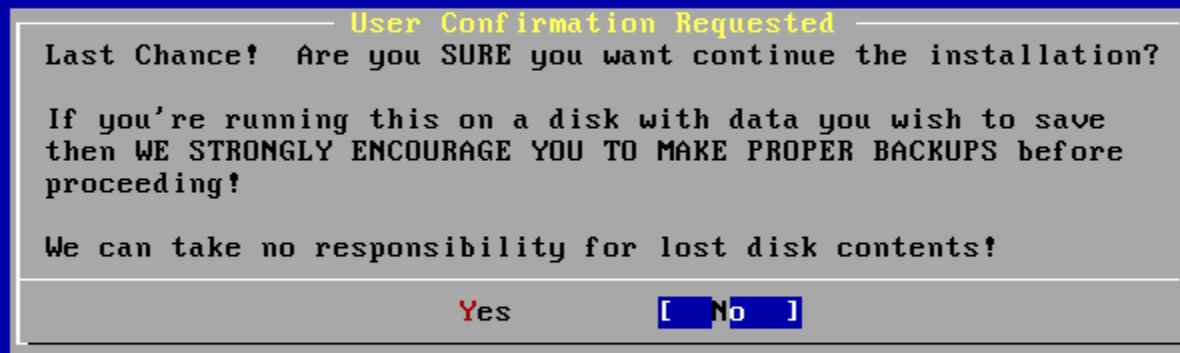 User Confirmation Requested
Last Chance!  Are you SURE you want continue the installation?
If you're running this on a disk with data you wish to save
then WE STRONGLY ENCOURAGE YOU TO MAKE PROPER BACKUPS before
proceeding!
We can take no responsibility for lost disk contents!
Yes [  No  ]